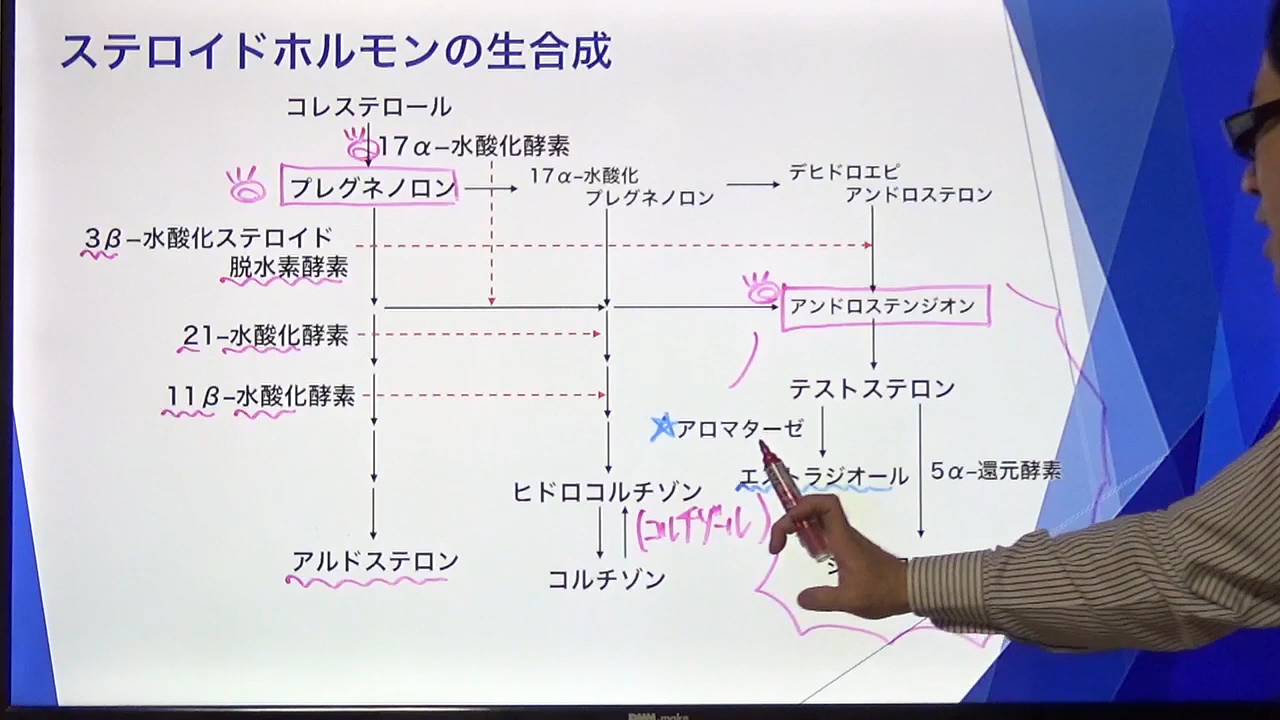 ステロイドホルモンの生合成
コレステロール
17α-水酸化酵素
プレグネノロン
17α-水酸化
プレグネノロン
デヒドロエピ
アンドロステロン
3β-水酸化ステロイド
脱水素酵素
アンドロステンジオン
21-水酸化酵素
テストステロン
11β-水酸化酵素
アロマターゼ
エストラジオール
5α-還元酵素
ヒドロコルチゾン
(コルチゾール)
アルドステロン
コルチゾン
DMM.make